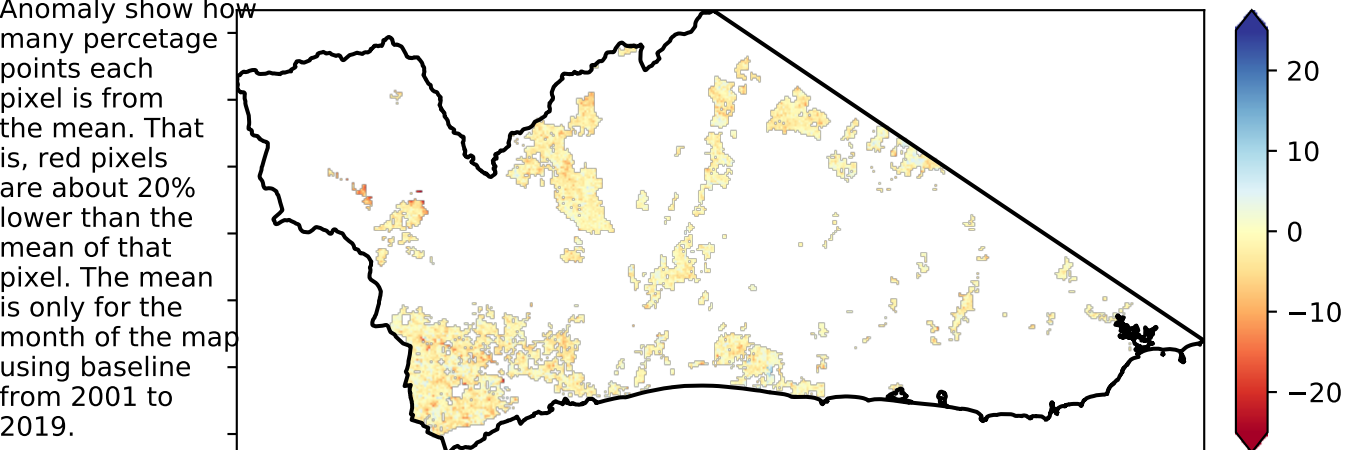 Anomaly show how
many percetage
points each
pixel is from
the mean. That
is, red pixels
are about 20%
lower than the
mean of that
pixel. The mean
is only for the
month of the map
using baseline
from 2001 to
2019.
20
10
0
−10
−20